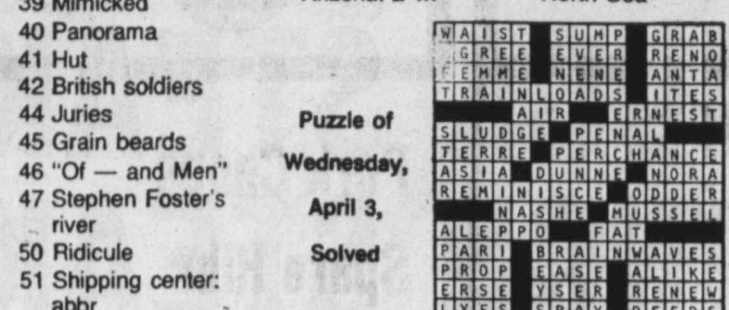 39 Mimicked
40 Panorama
41 Hut
42 British soldiers
44 Juries
45 Grain beards
46 "Of — and Men"
47 Stephen Foster's
river
50 Ridicule
51 Shipping center:
abbr.
Puzzle of
Wednesday,
April 3,
Solved
WAIST SUMP GRAB
AGREE EVER RENO
FEMME NENE ANTA
TRAINLOADS ITES
AIR ERNEST
SLUDGE PENAL
TERRE PERCHANCE
ASIA DUNNE NORA
REMINISCE ODDER
NASHE MUSSEL
ALEPPO FAT
PARI BRAINWAVES
PROP EASE ALIKE
ERSE YSER RENEW